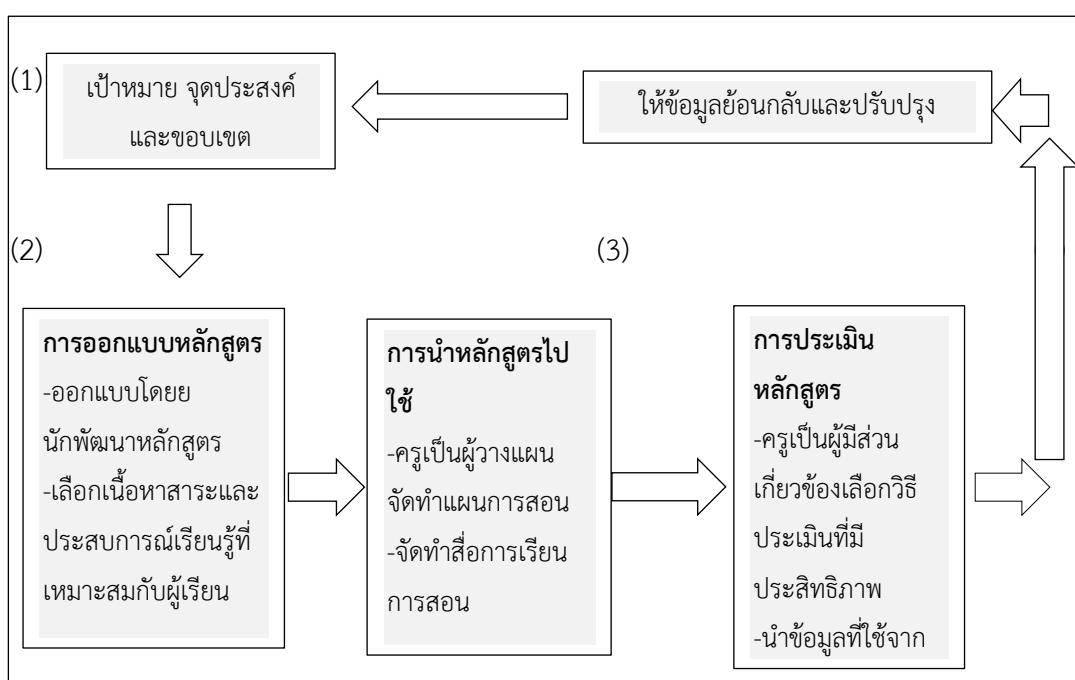 (1)
เป้าหมาย จุดประสงค์
และขอบเขต
ให้ข้อมูลย้อนกลับและปรับปรุง
(2)
(3)
การออกแบบหลักสูตร
-ออกแบบโดยย
นักพัฒนาหลักสูตร
-เลือกเนื้อหาสาระและ
ประสบการณ์เรียนรู้ที่
เหมาะสมกับผู้เรียน
การนำหลักสูตรไป
ใช้
-ครูเป็นผู้วางแผน
จัดทำแผนการสอน
-จัดทำสื่อการเรียน
การสอน
การประเมิน
หลักสูตร
-ครูเป็นผู้มีส่วน
เกี่ยวข้องเลือกวิธี
ประเมินที่มี
ประสิทธิภาพ
-นำข้อมูลที่ใช้จาก